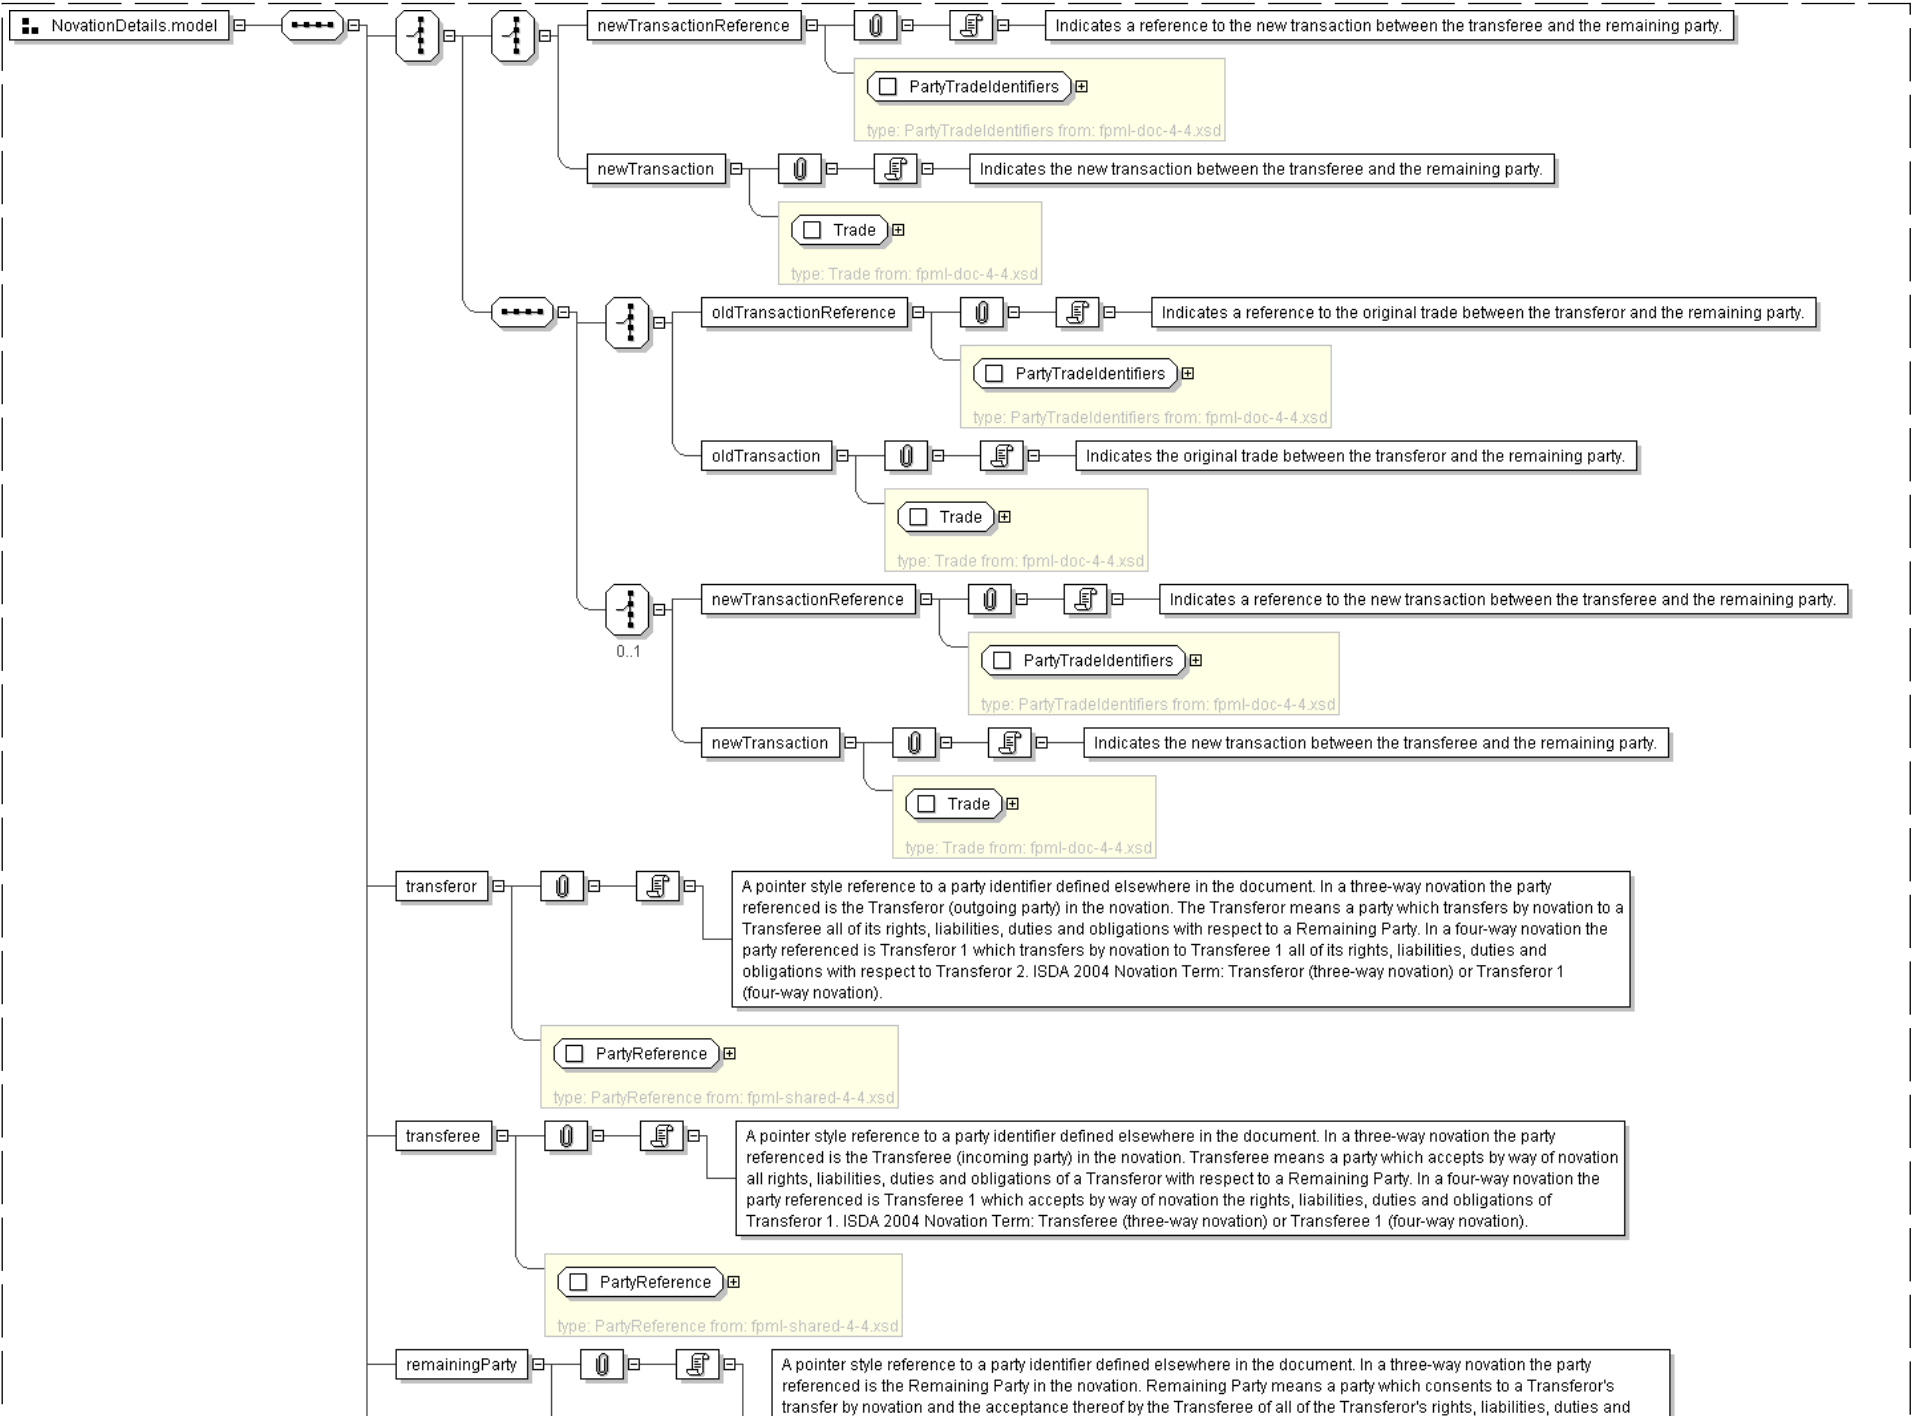 NovationDetails.model
newTransactionReference
Indicates a reference to the new transaction between the transferee and the remaining party.
PartyTradeIdentifiers
type: PartyTradeIdentifiers from: fpml-doc-4-4.xsd
newTransaction
Indicates the new transaction between the transferee and the remaining party.
Trade
type: Trade from: fpml-doc-4-4.xsd
oldTransactionReference
Indicates a reference to the original trade between the transferor and the remaining party.
PartyTradeIdentifiers
type: PartyTradeIdentifiers from: fpml-doc-4-4.xsd
oldTransaction
Indicates the original trade between the transferor and the remaining party.
Trade
type: Trade from: fpml-doc-4-4.xsd
newTransactionReference
Indicates a reference to the new transaction between the transferee and the remaining party.
0..1
PartyTradeIdentifiers
type: PartyTradeIdentifiers from: fpml-doc-4-4.xsd
newTransaction
Indicates the new transaction between the transferee and the remaining party.
Trade
type: Trade from: fpml-doc-4-4.xsd
transferor
A pointer style reference to a party identifier defined elsewhere in the document. In a three-way novation the party
referenced is the Transferor (outgoing party) in the novation. The Transferor means a party which transfers by novation to a
Transferee all of its rights, liabilities, duties and obligations with respect to a Remaining Party. In a four-way novation the
party referenced is Transferor 1 which transfers by novation to Transferee 1 all of its rights, liabilities, duties and
obligations with respect to Transferor 2. ISDA 2004 Novation Term: Transferor (three-way novation) or Transferor 1
(four-way novation).
PartyReference
type: PartyReference from: fpml-shared-4-4.xsd
transferee
A pointer style reference to a party identifier defined elsewhere in the document. In a three-way novation the party
referenced is the Transferee (incoming party) in the novation. Transferee means a party which accepts by way of novation
all rights, liabilities, duties and obligations of a Transferor with respect to a Remaining Party. In a four-way novation the
party referenced is Transferee 1 which accepts by way of novation the rights, liabilities, duties and obligations of
Transferor 1. ISDA 2004 Novation Term: Transferee (three-way novation) or Transferee 1 (four-way novation).
PartyReference
type: PartyReference from: fpml-shared-4-4.xsd
remainingParty
A pointer style reference to a party identifier defined elsewhere in the document. In a three-way novation the party
referenced is the Remaining Party in the novation. Remaining Party means a party which consents to a Transferor's
transfer by novation and the acceptance thereof by the Transferee of all of the Transferor's rights, liabilities, duties and